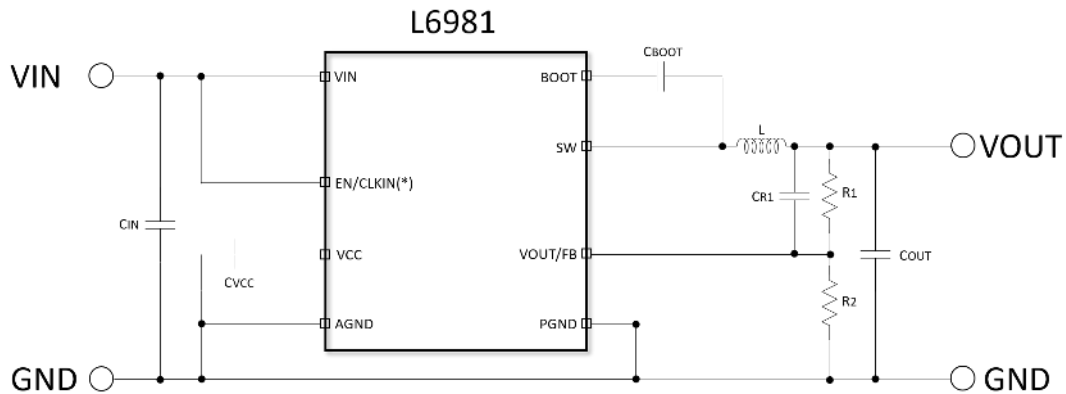 L6981
VIN
VIN
BOOT
CBOOT
SW
L
VOUT
EN/CLKIN(*)
CR1
R1
CIN
VCC
VOUT/FB
COUT
CVCC
R2
AGND
PGND
GND
GND